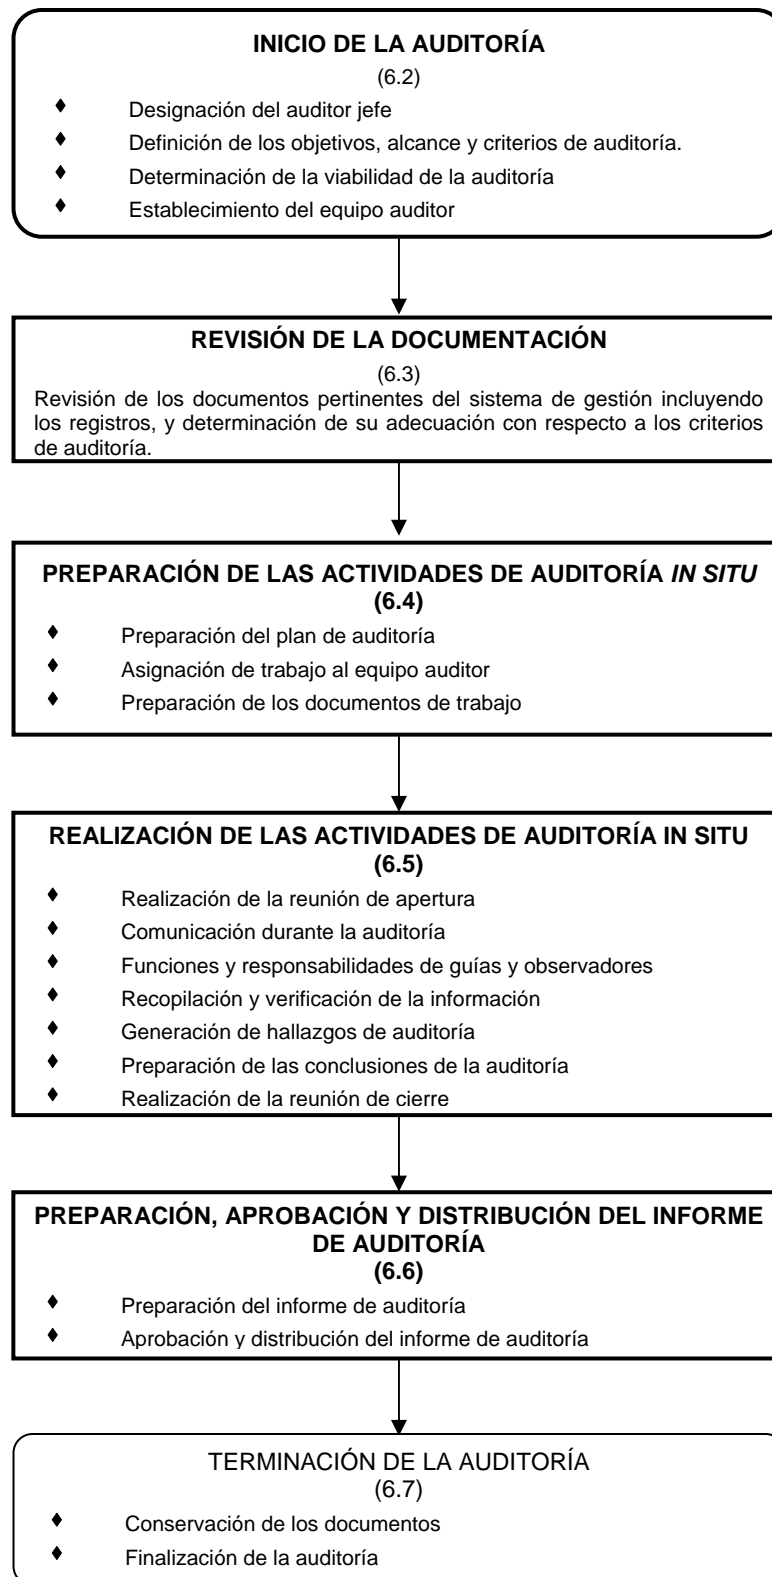 INICIO DE LA AUDITORÍA
(6.2)
♦ Designación del auditor jefe
♦ Definición de los objetivos, alcance y criterios de auditoría.
♦ Determinación de la viabilidad de la auditoría
♦ Establecimiento del equipo auditor
REVISIÓN DE LA DOCUMENTACIÓN
(6.3)
Revisión de los documentos pertinentes del sistema de gestión incluyendo
los registros, y determinación de su adecuación con respecto a los criterios
de auditoría.
PREPARACIÓN DE LAS ACTIVIDADES DE AUDITORÍA IN SITU
(6.4)
♦ Preparación del plan de auditoría
♦ Asignación de trabajo al equipo auditor
♦ Preparación de los documentos de trabajo
REALIZACIÓN DE LAS ACTIVIDADES DE AUDITORÍA IN SITU
(6.5)
♦ Realización de la reunión de apertura
♦ Comunicación durante la auditoría
♦ Funciones y responsabilidades de guías y observadores
♦ Recopilación y verificación de la información
♦ Generación de hallazgos de auditoría
♦ Preparación de las conclusiones de la auditoría
♦ Realización de la reunión de cierre
PREPARACIÓN, APROBACIÓN Y DISTRIBUCIÓN DEL INFORME
DE AUDITORÍA
(6.6)
♦ Preparación del informe de auditoría
♦ Aprobación y distribución del informe de auditoría
TERMINACIÓN DE LA AUDITORÍA
(6.7)
♦ Conservación de los documentos
♦ Finalización de la auditoría